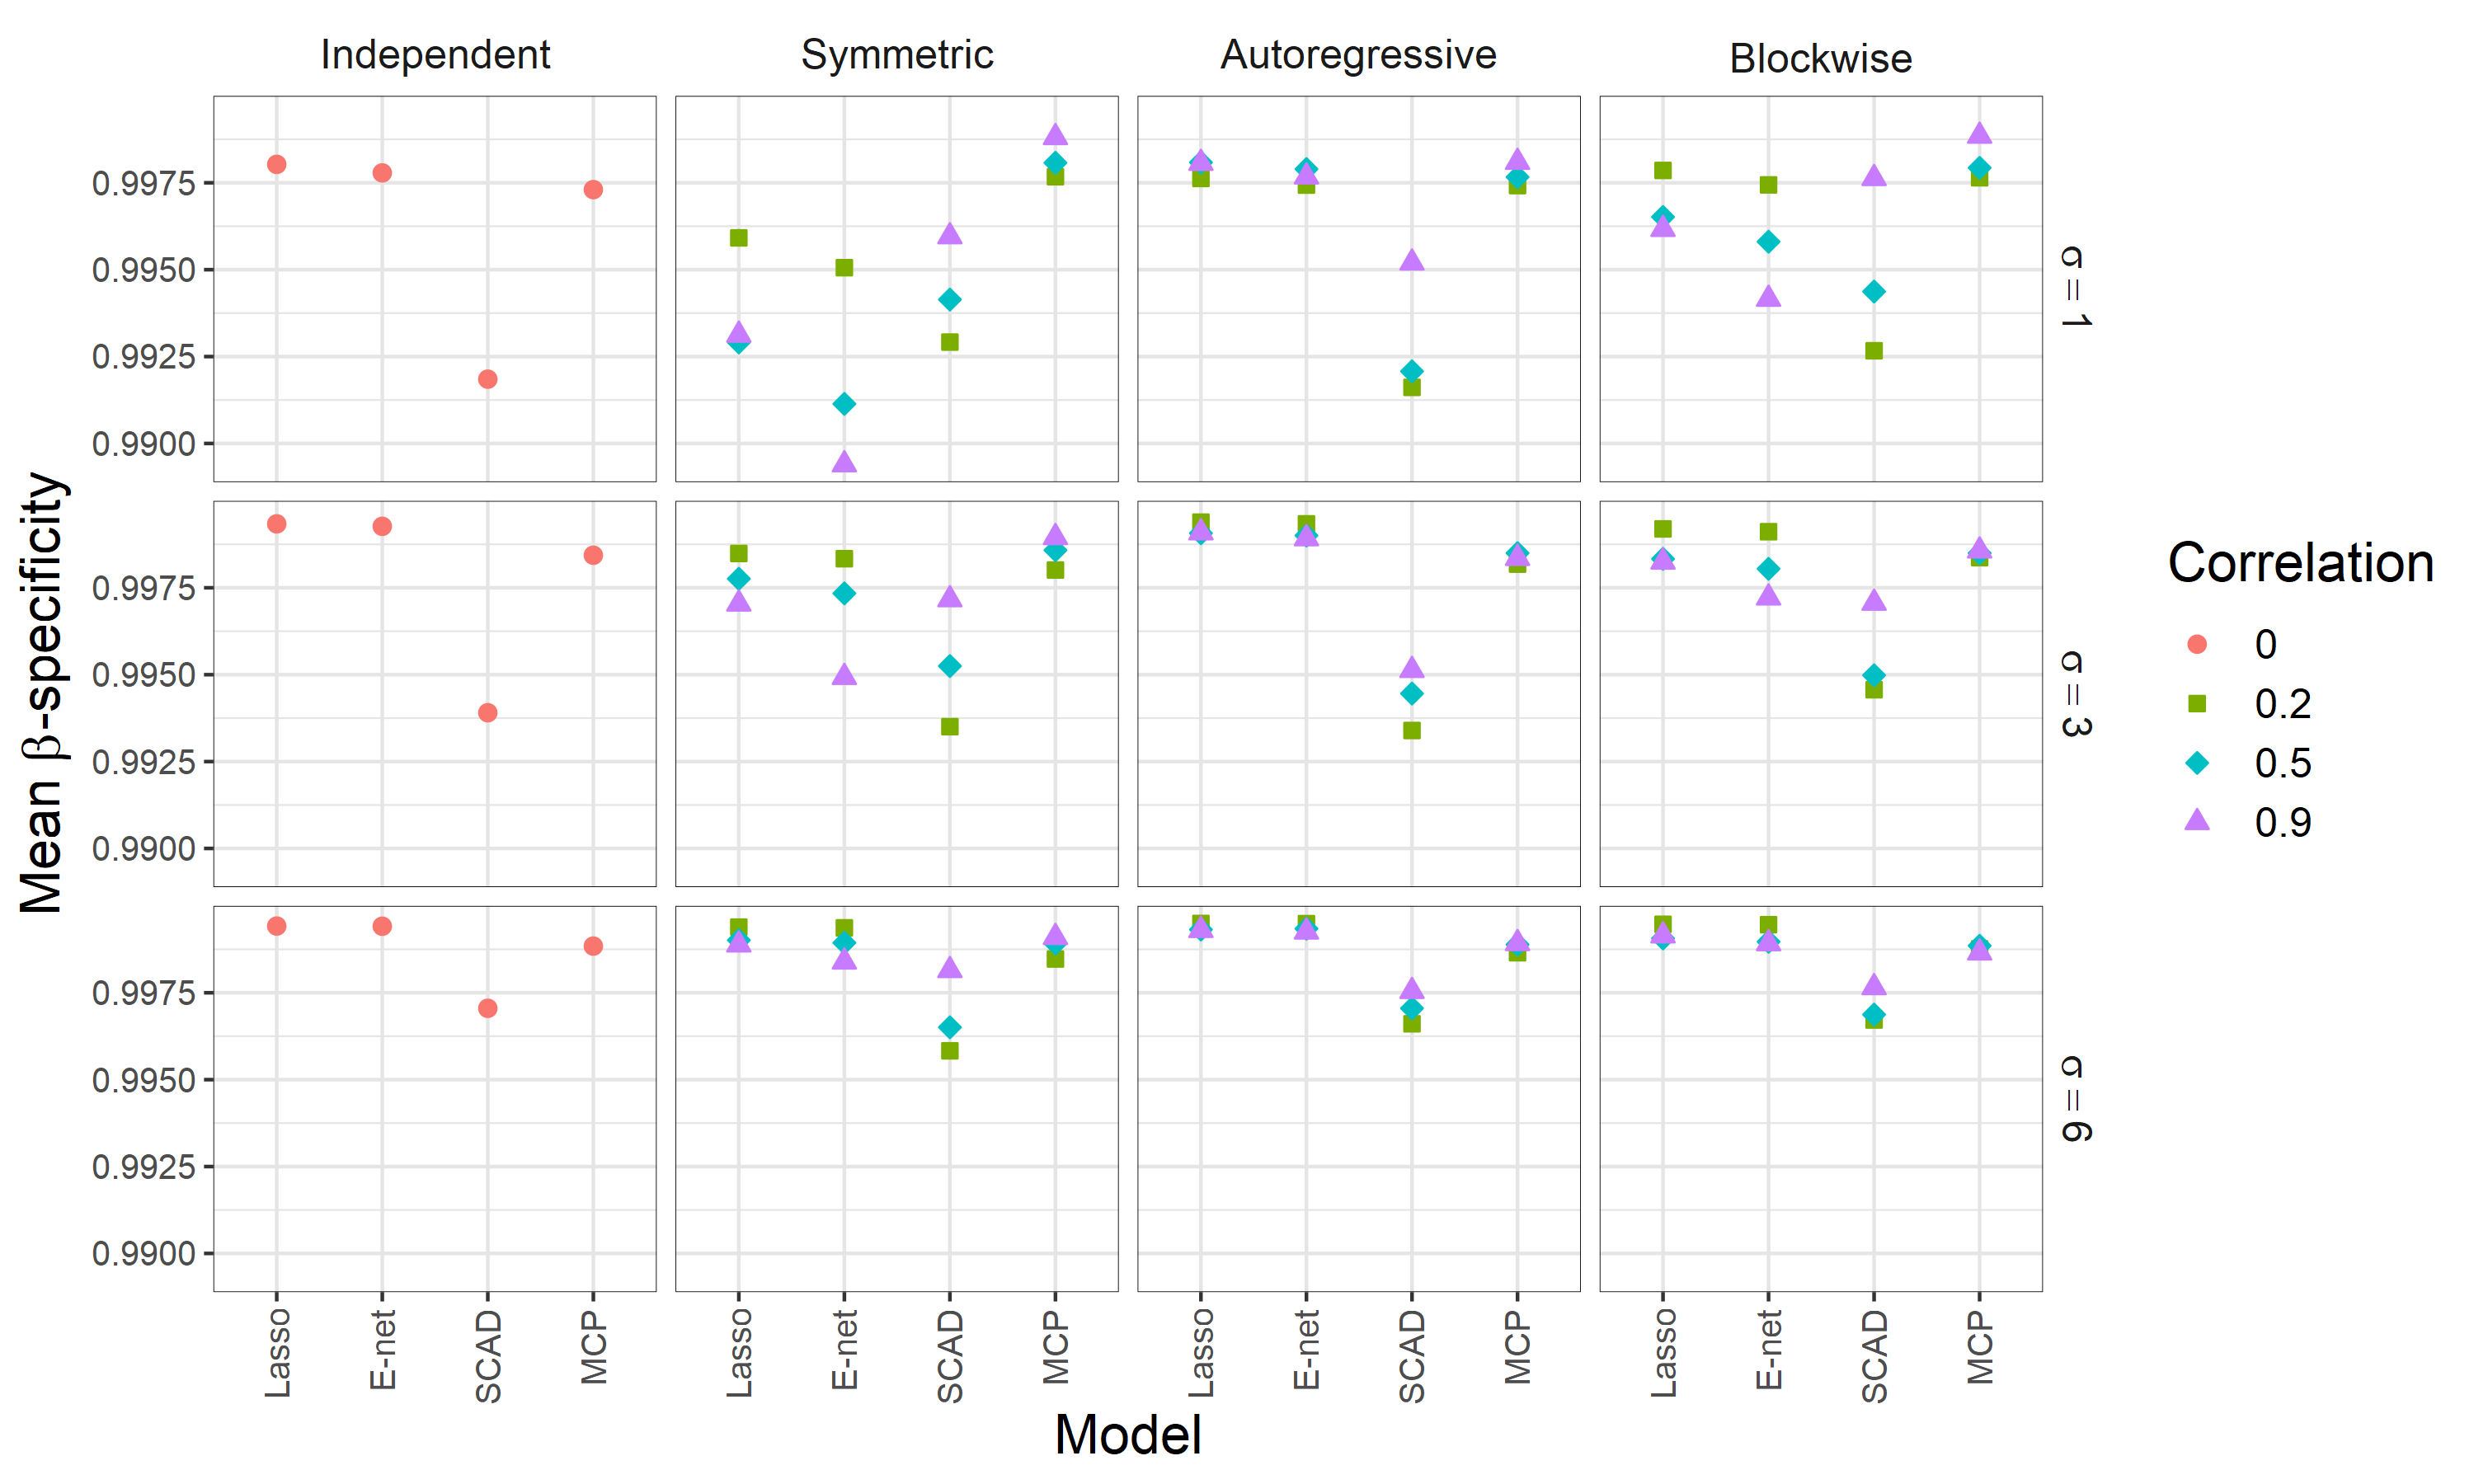 Independent
Symmetric
Autoregressive
Blockwise
0.9975
0.9950
0.9925
0.9900
σ = 1
0.9975
0.9950
0.9925
0.9900
σ = 3
0.9975
0.9950
0.9925
0.9900
σ = 6
Mean β-specificity
Lasso
E-net
SCAD
MCP
Lasso
E-net
SCAD
MCP
Lasso
E-net
SCAD
MCP
Lasso
E-net
SCAD
MCP
Model
Correlation
0
0.2
0.5
0.9